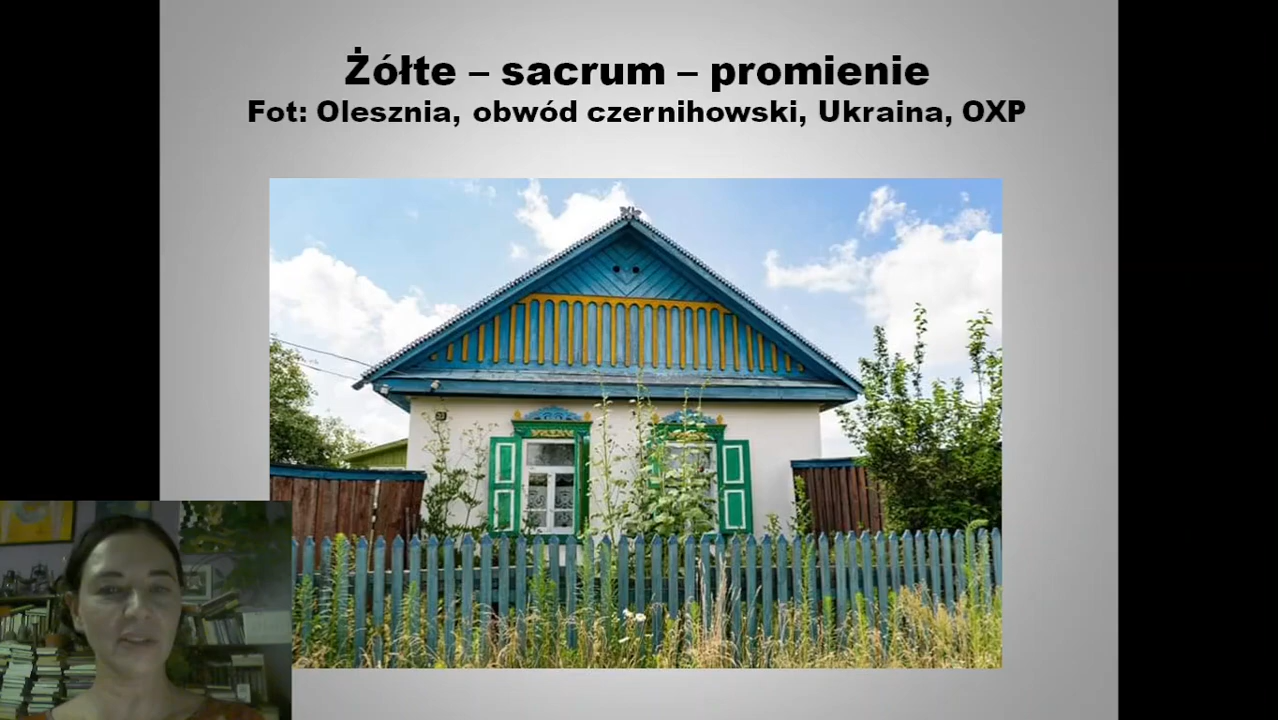 Żółte – sacrum – promienie
Fot: Olesznia, obwód czernihowski, Ukraina, OXP